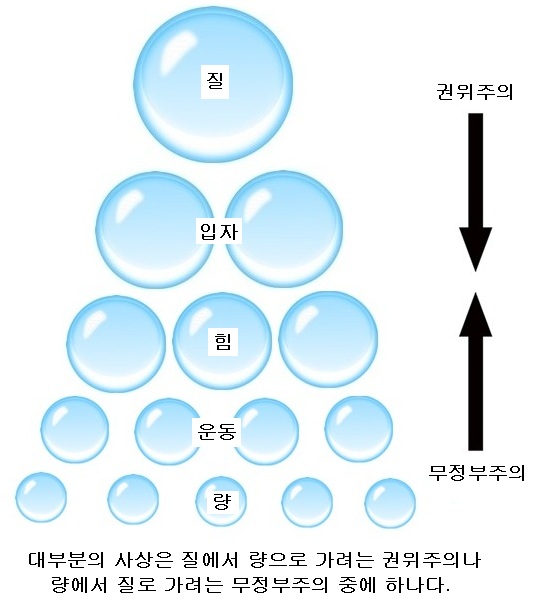 질
권위주의
입자
힘
운동
무정부주의
량
대부분의 사상은 질에서 량으로 가려는 권위주의나
량에서 질로 가려는 무정부주의 중에 하나다.